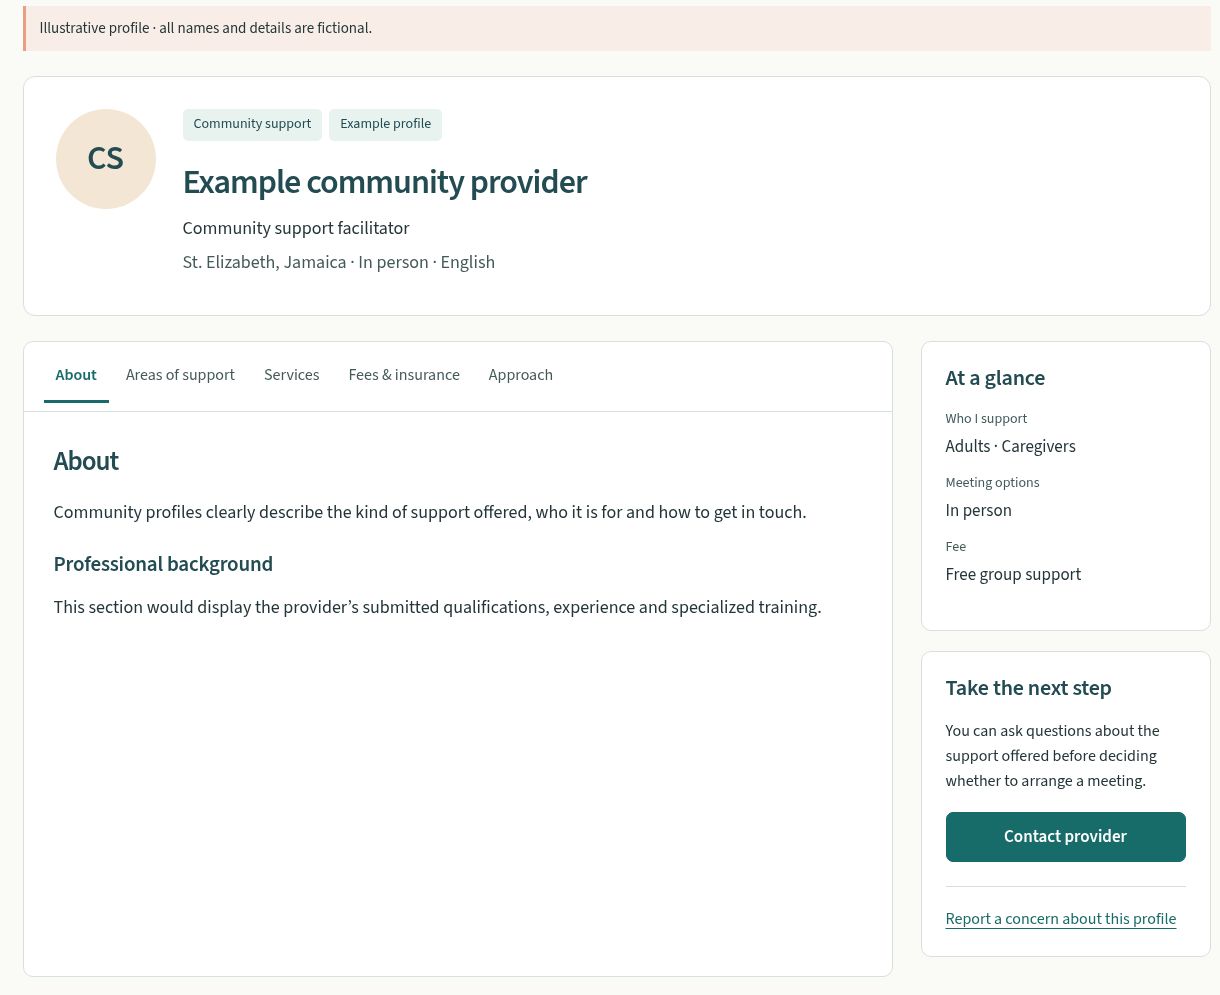 Illustrative profile · all names and details are fictional.
CS
Community support
Example profile
Example community provider
Community support facilitator
St. Elizabeth, Jamaica · In person · English
About
Areas of support
Services
Fees & insurance
Approach
About
Community profiles clearly describe the kind of support offered, who it is for and how to get in touch.
Professional background
This section would display the provider’s submitted qualifications, experience and specialized training.
At a glance
Who I support
Adults · Caregivers
Meeting options
In person
Fee
Free group support
Take the next step
You can ask questions about the
support offered before deciding
whether to arrange a meeting.
Contact provider
Report a concern about this profile